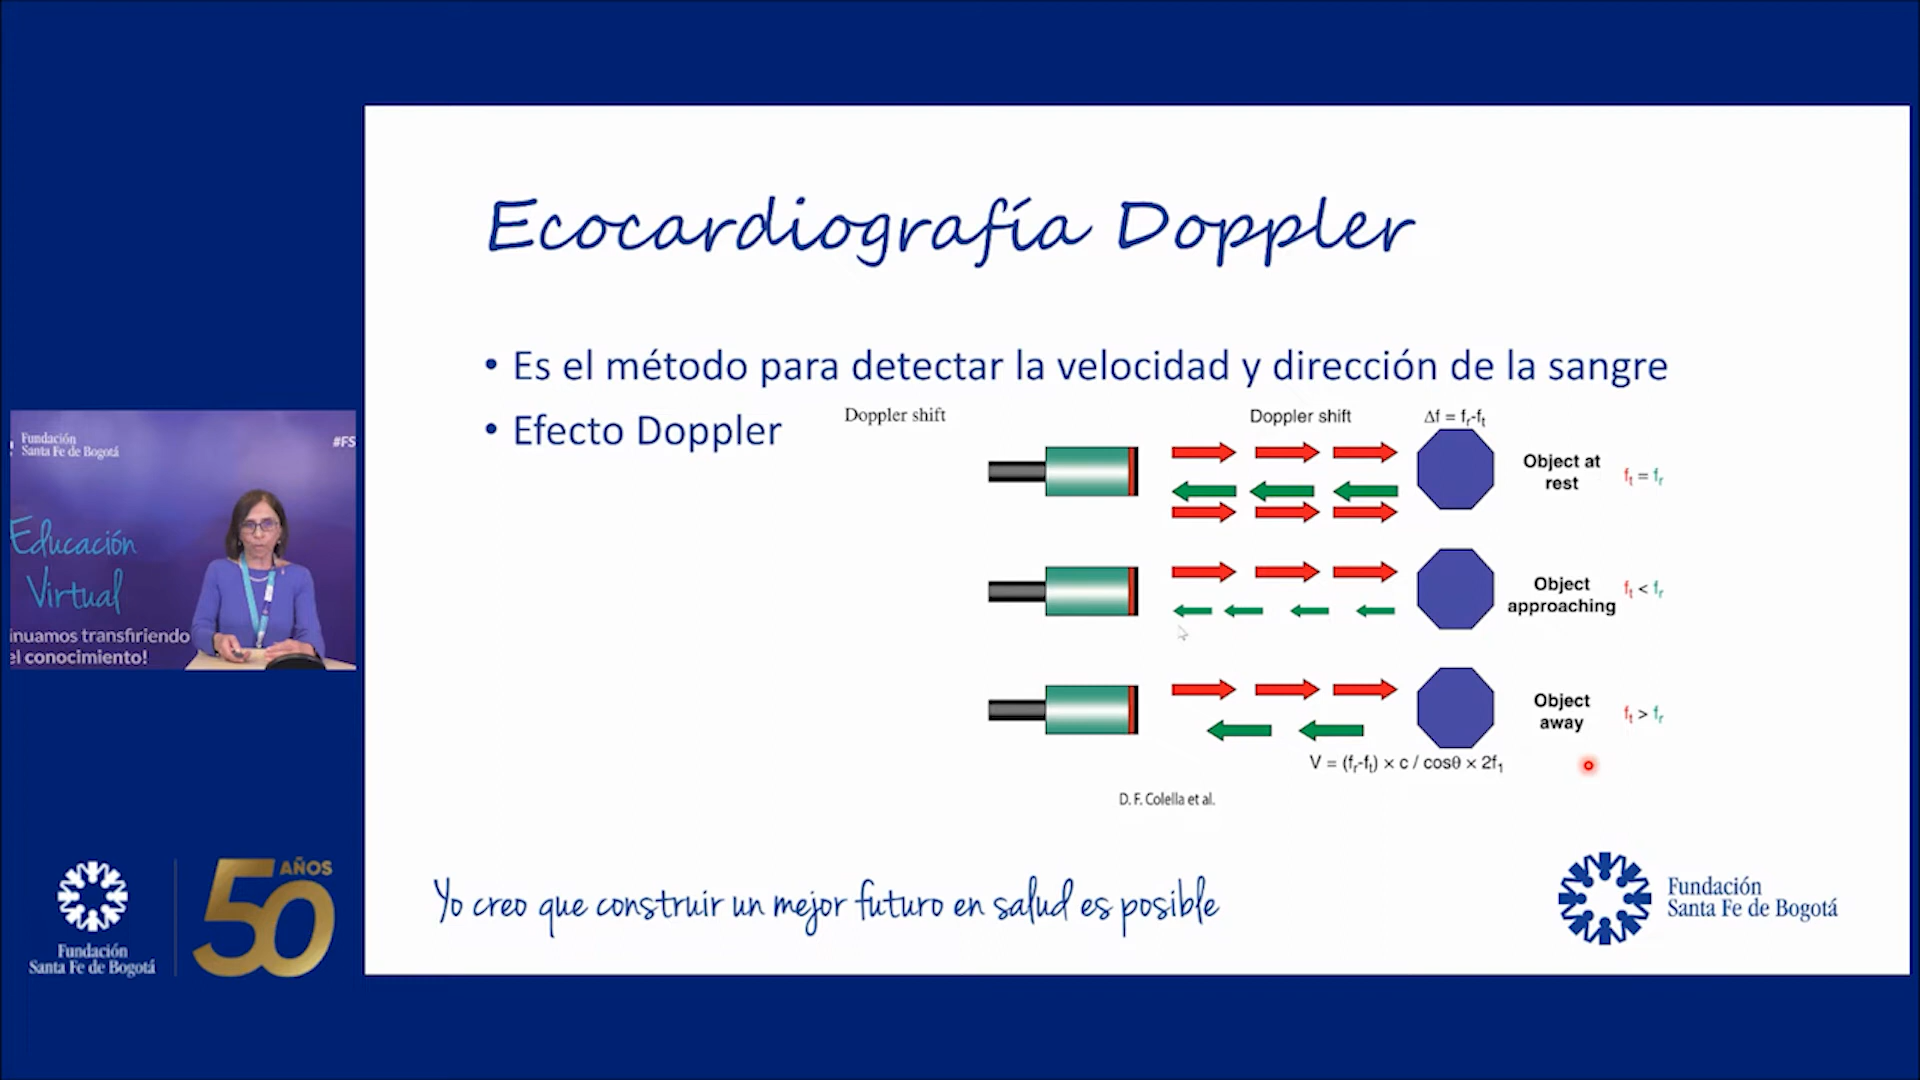 Ecocardiografía Doppler
• Es el método para detectar la velocidad y dirección de la sangre
• Efecto Doppler
Doppler shift
Doppler shift
Δf = fr-ft
Object at
rest
ft = fr
Object
approaching
ft < fr
Object
away
ft > fr
V = (fr-ft) × c / cosθ × 2f1
D. F. Colella et al.
Yo creo que construir un mejor futuro en salud es posible
Fundación
Santa Fe de Bogotá
Fundación
Santa Fe de Bogotá
#FS
Educación
Virtual
inuamos transfiriendo
el conocimiento!
Fundación
Santa Fe de Bogotá
50 AÑOS